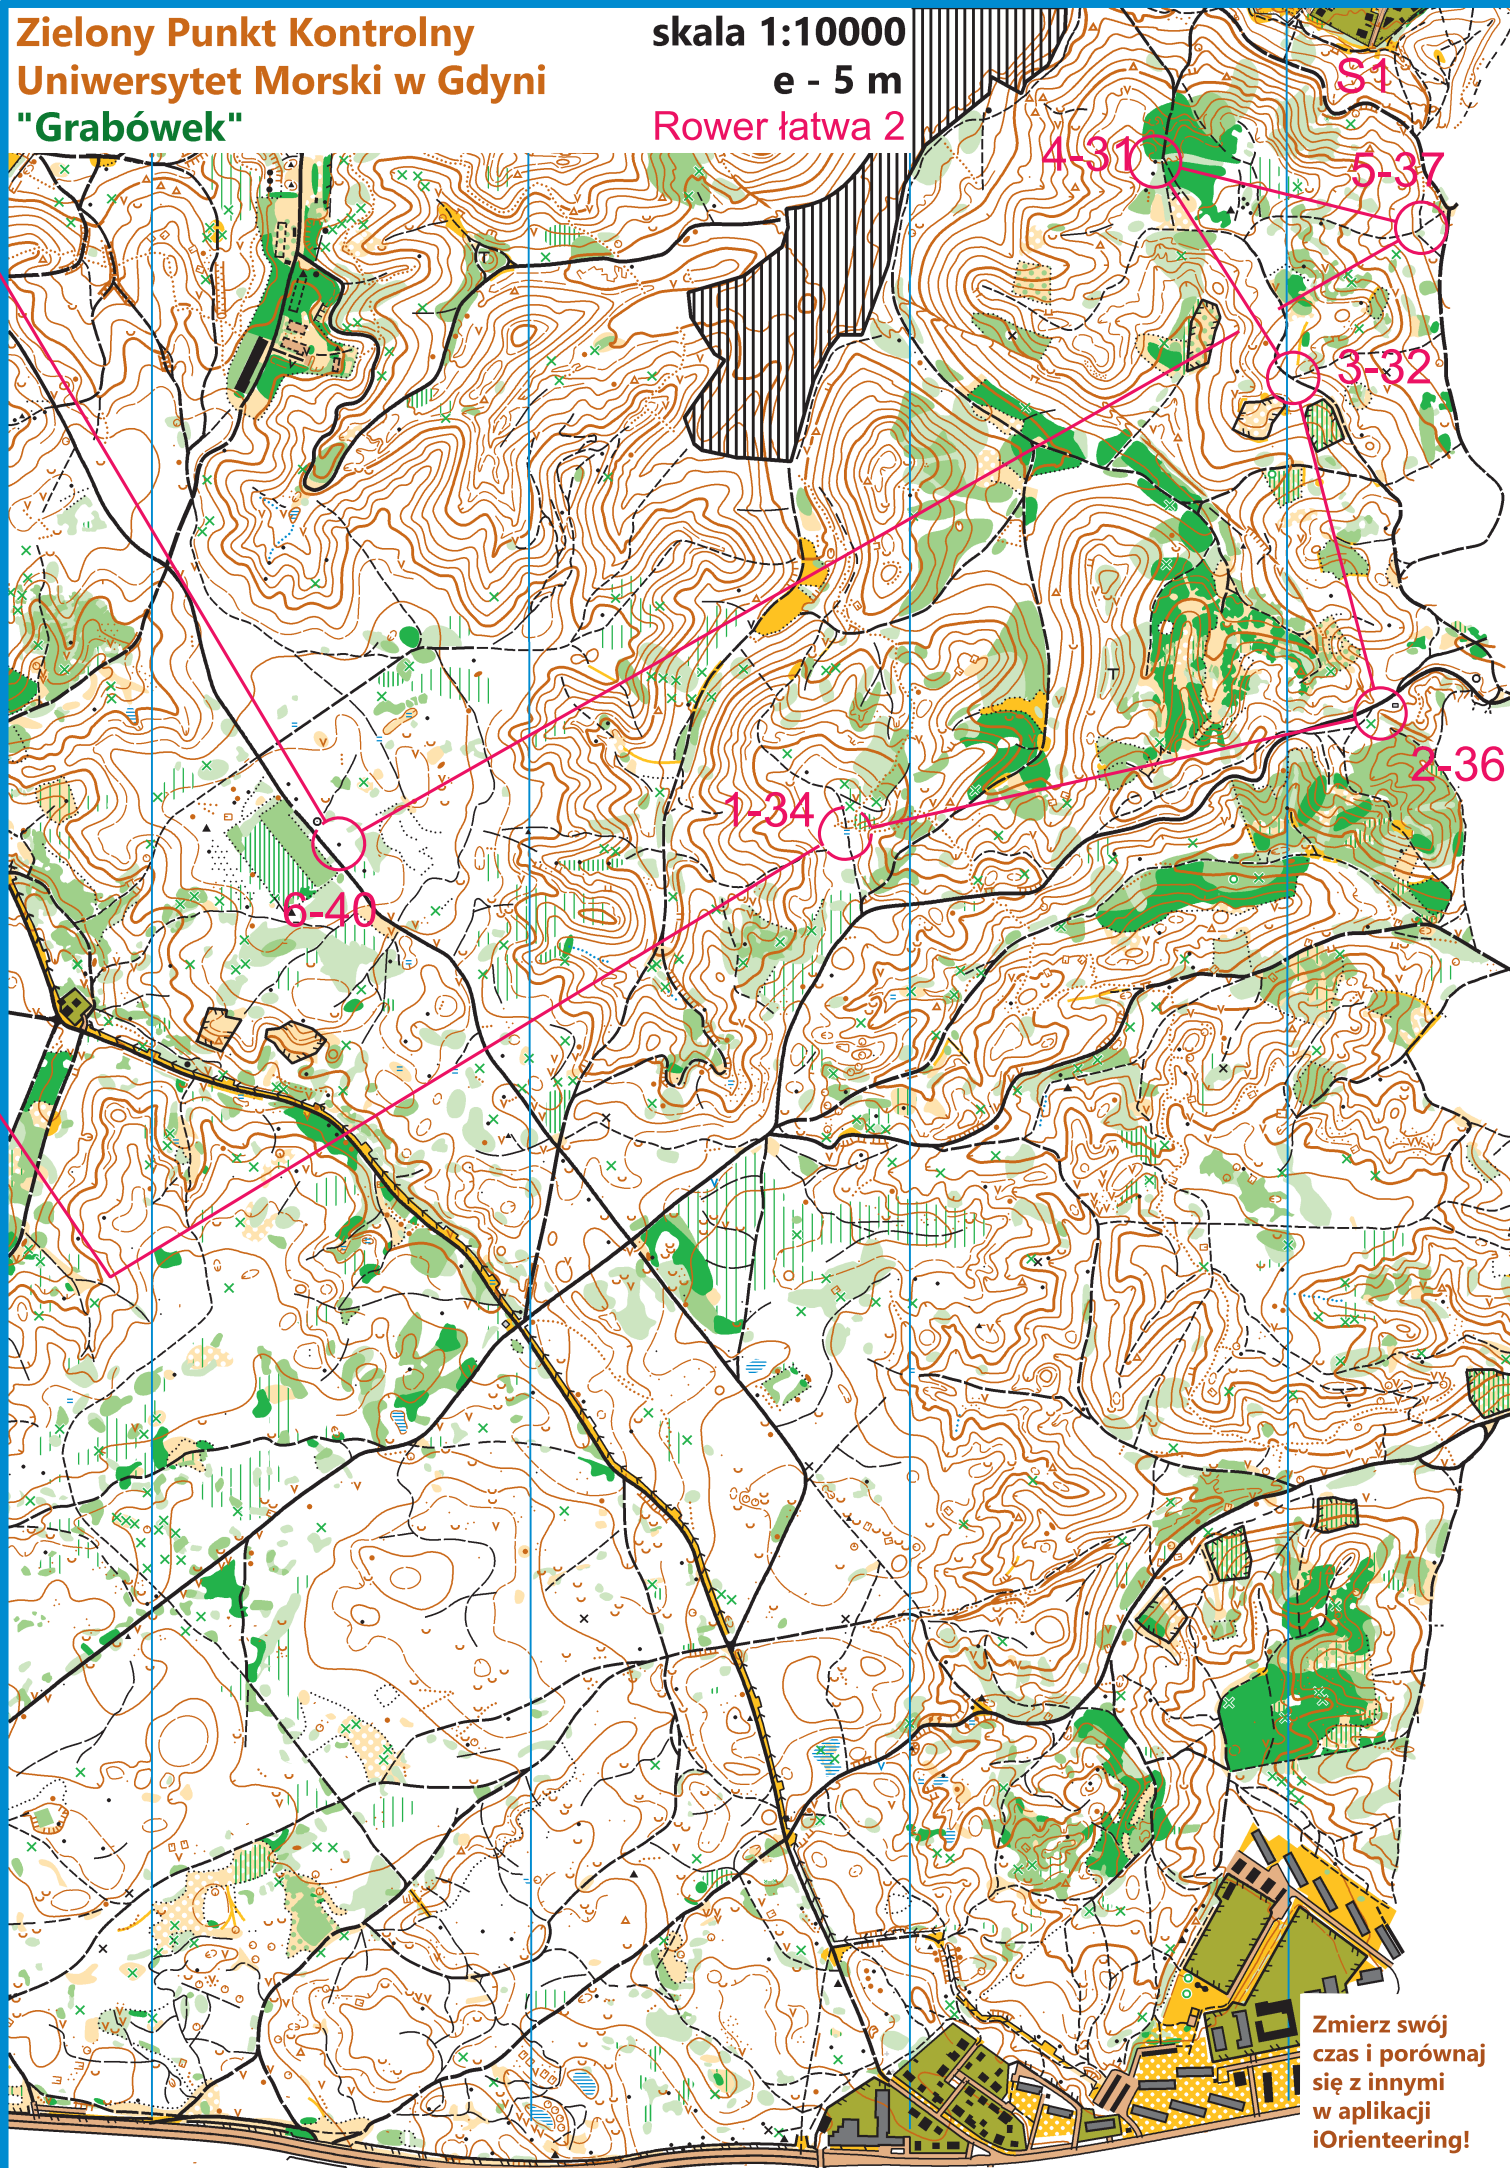 Zielony Punkt Kontrolny
Uniwersytet Morski w Gdyni
"Grabówek"
skala 1:10000
e - 5 m
Rower łatwa 2
S1
4-31
5-37
3-32
2-36
1-34
6-40
Zmierz swój
czas i porównaj
się z innymi
w aplikacji
iOrienteering!